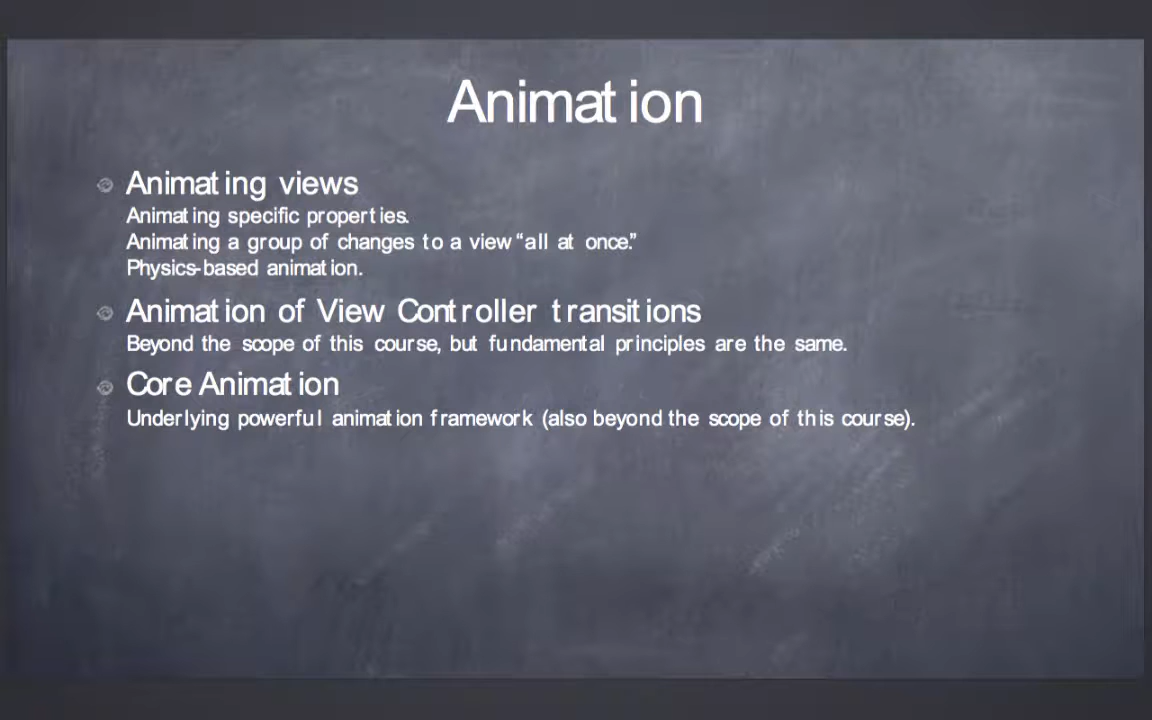 Animation
Animating views
Animating specific properties.
Animating a group of changes to a view “all at once.”
Physics-based animation.
Animation of View Controller transitions
Beyond the scope of this course, but fundamental principles are the same.
Core Animation
Underlying powerful animation framework (also beyond the scope of this course).